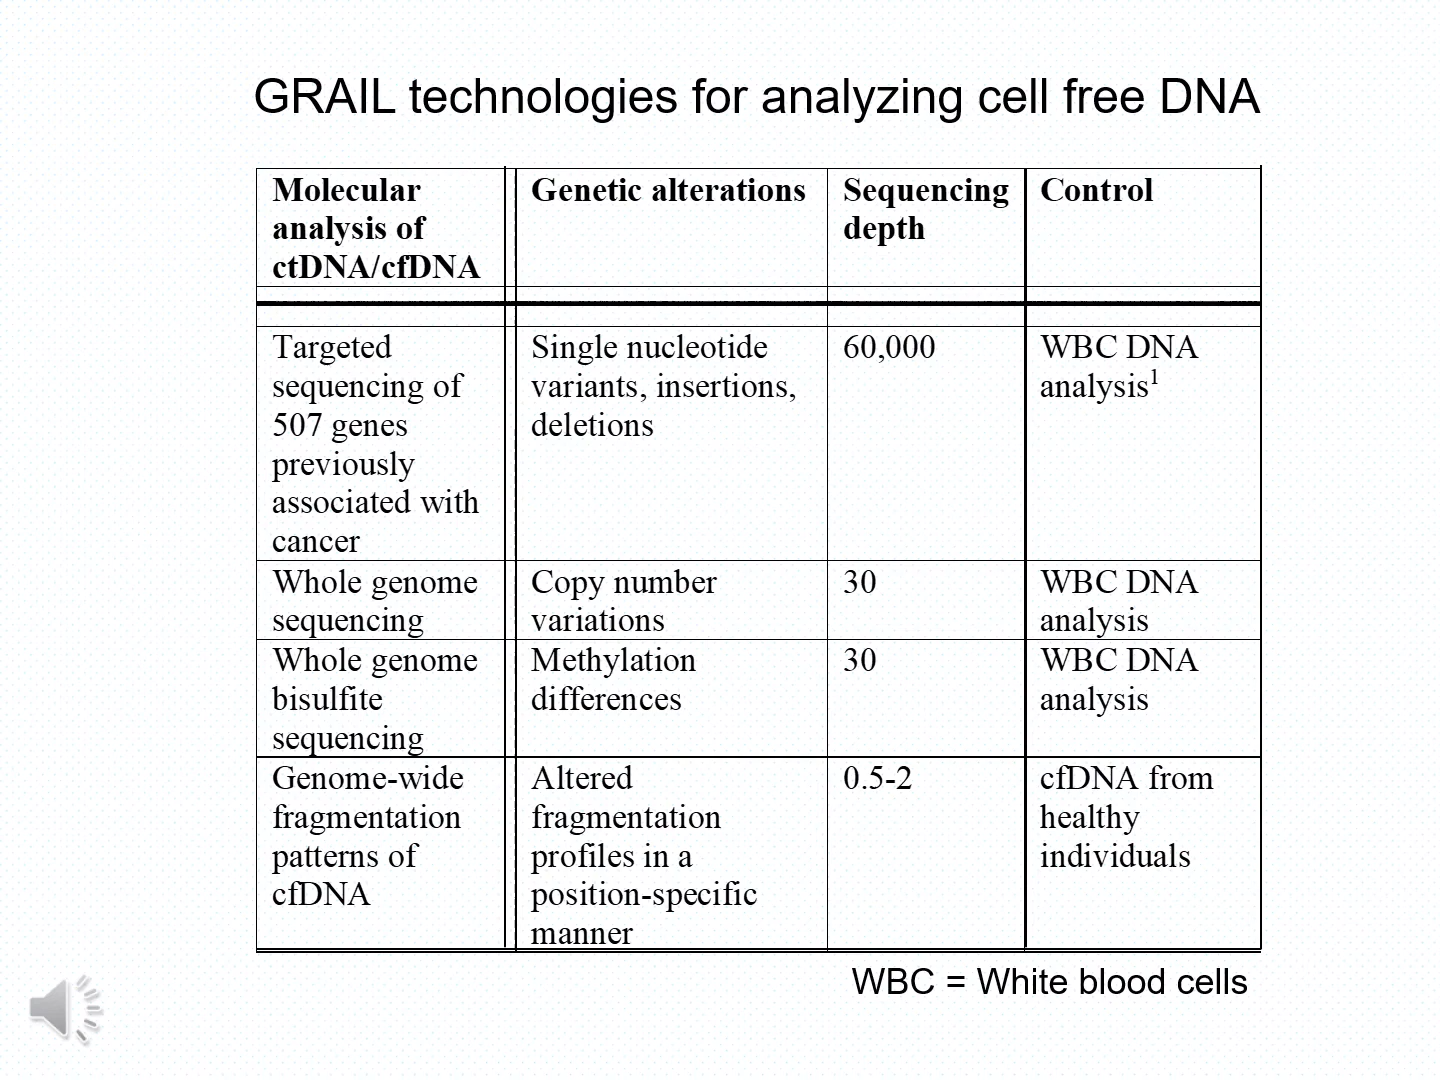 GRAIL technologies for analyzing cell free DNA
Molecular
analysis of
ctDNA/cfDNA
Genetic alterations
Sequencing
depth
Control
Targeted
sequencing of
507 genes
previously
associated with
cancer
Single nucleotide
variants, insertions,
deletions
60,000
WBC DNA
analysis¹
Whole genome
sequencing
Copy number
variations
30
WBC DNA
analysis
Whole genome
bisulfite
sequencing
Methylation
differences
30
WBC DNA
analysis
Genome-wide
fragmentation
patterns of
cfDNA
Altered
fragmentation
profiles in a
position-specific
manner
0.5-2
cfDNA from
healthy
individuals
WBC = White blood cells